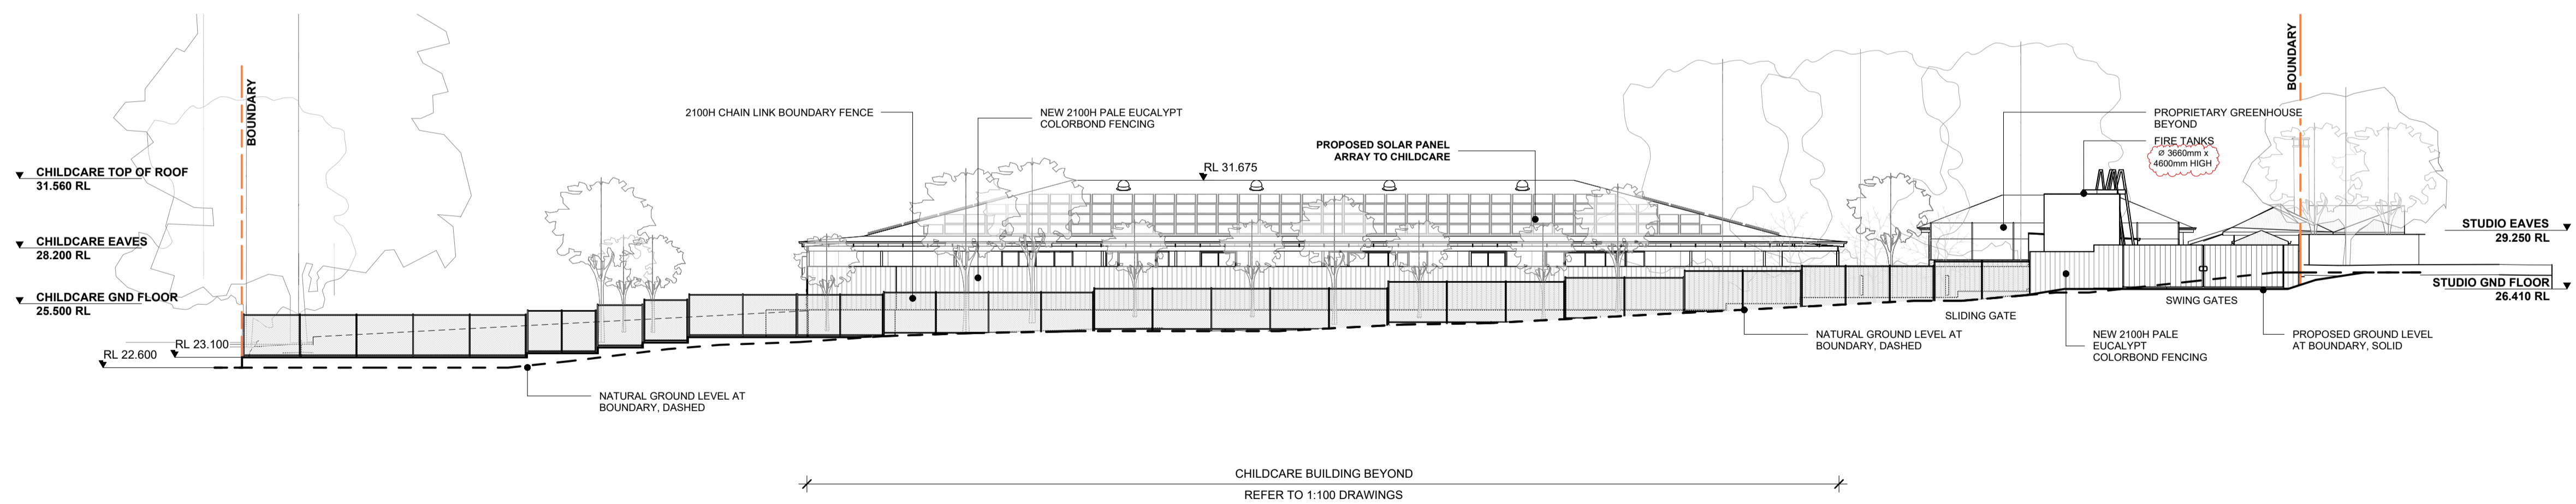 BOUNDARY
CHILDCARE TOP OF ROOF
31.560 RL
CHILDCARE EAVES
28.200 RL
CHILDCARE GND FLOOR
25.500 RL
RL 23.100
RL 22.600
NATURAL GROUND LEVEL AT
BOUNDARY, DASHED
2100H CHAIN LINK BOUNDARY FENCE
NEW 2100H PALE EUCALYPT
COLORBOND FENCING
RL 31.675
PROPOSED SOLAR PANEL
ARRAY TO CHILDCARE
CHILDCARE BUILDING BEYOND
REFER TO 1:100 DRAWINGS
PROPRIETARY GREENHOUSE
BEYOND
FIRE TANKS
Ø 3660mm x
4600mm HIGH
BOUNDARY
STUDIO EAVES
29.250 RL
STUDIO GND FLOOR
26.410 RL
SWING GATES
SLIDING GATE
NATURAL GROUND LEVEL AT
BOUNDARY, DASHED
NEW 2100H PALE
EUCALYPT
COLORBOND FENCING
PROPOSED GROUND LEVEL
AT BOUNDARY, SOLID